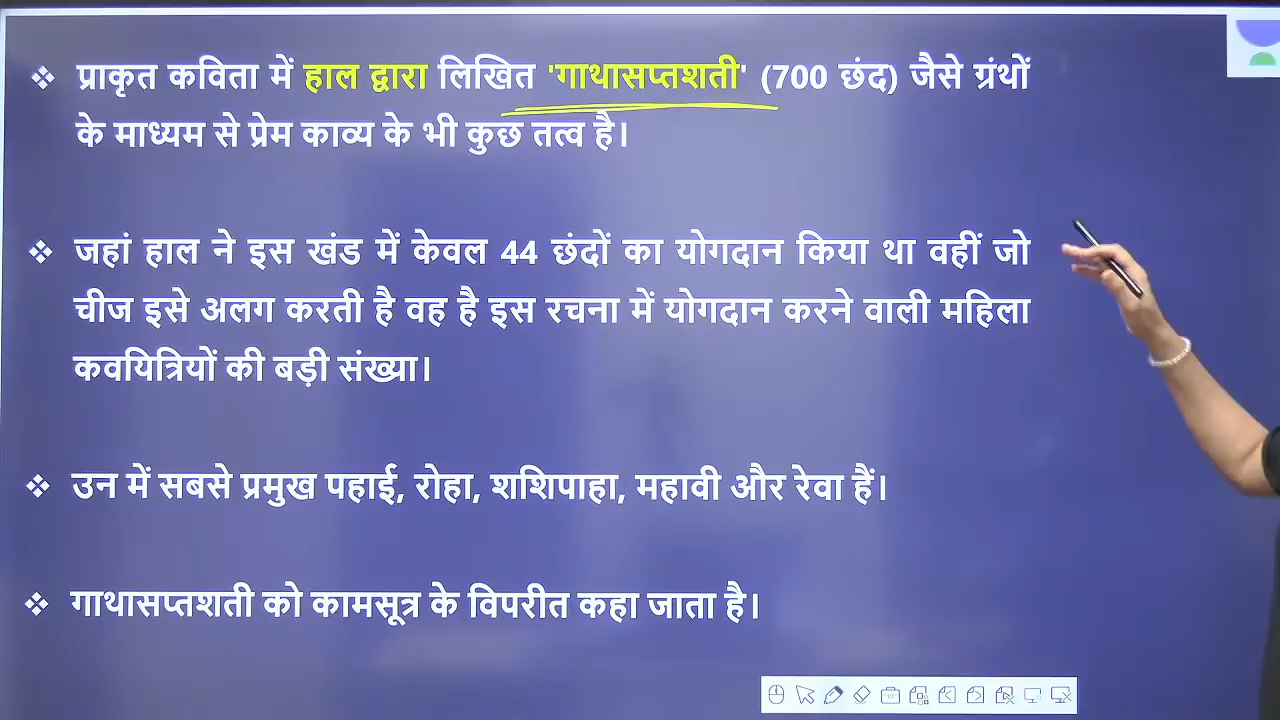 ❖ प्राकृत कविता में हाल द्वारा लिखित 'गाथासप्तशती' (700 छंद) जैसे ग्रंथों
के माध्यम से प्रेम काव्य के भी कुछ तत्व है।
❖ जहां हाल ने इस खंड में केवल 44 छंदों का योगदान किया था वहीं जो
चीज इसे अलग करती है वह है इस रचना में योगदान करने वाली महिला
कवयित्रियों की बड़ी संख्या।
❖ उन में सबसे प्रमुख पहाई, रोहा, शशिपाहा, महावी और रेवा हैं।
❖ गाथासप्तशती को कामसूत्र के विपरीत कहा जाता है।